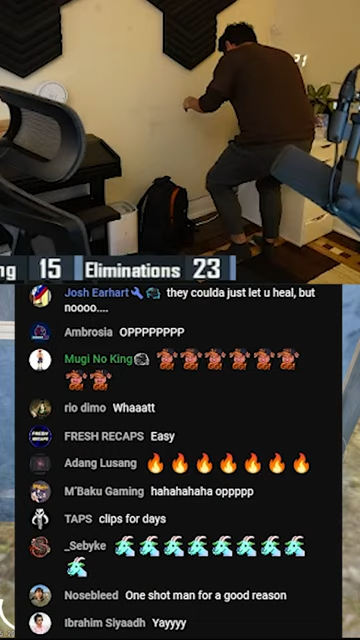 ng 15 Eliminations 23
Josh Earhart they coulda just let u heal, but
noooo....
Ambrosia OPPPPPPPP
Mugi No King
rio dimo Whaaatt
FRESH RECAPS Easy
Adang Lusang
M'Baku Gaming hahahahaha oppppp
TAPS clips for days
_Sebyke
Nosebleed One shot man for a good reason
Ibrahim Siyaadh Yayyyy